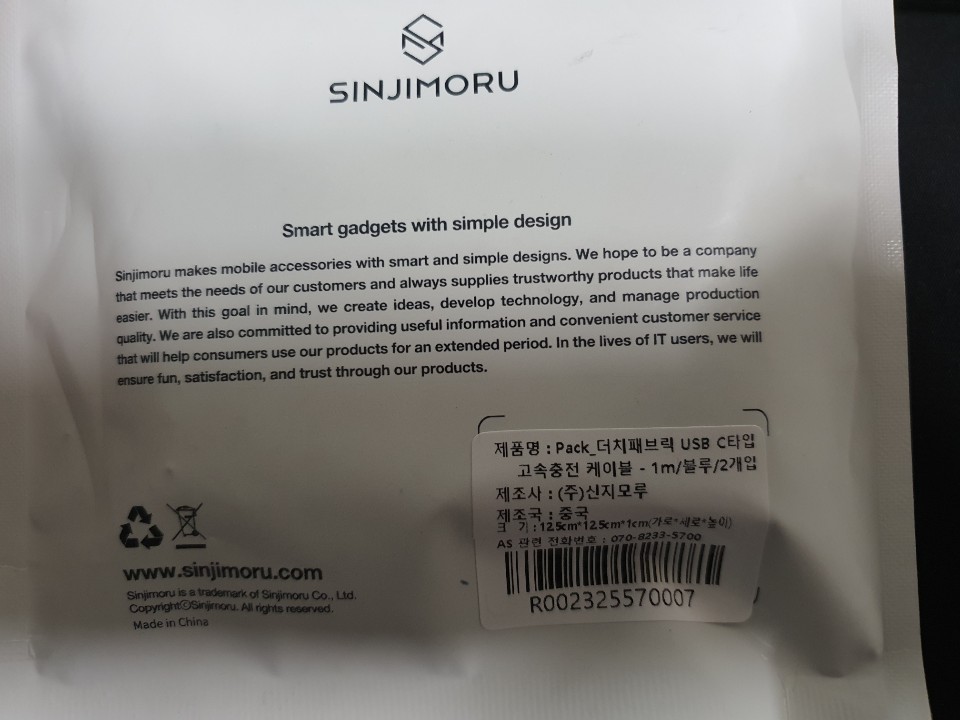 SINJIMORU
Smart gadgets with simple design
Sinjimoru makes mobile accessories with smart and simple designs. We hope to be a company
that meets the needs of our customers and always supplies trustworthy products that make life
easier. With this goal in mind, we create ideas, develop technology, and manage production
quality. We are also committed to providing useful information and convenient customer service
that will help consumers use our products for an extended period. In the lives of IT users, we will
ensure fun, satisfaction, and trust through our products.
제품명 : Pack_더치패브릭 USB C타입
고속충전 케이블 - 1m/블루/2개입
제조사 : (주)신지모루
제조국 : 중국
크 기 : 12.5cm*12.5cm*1cm(가로*세로*높이)
AS 관련 전화번호 : 070-8233-5700
R002325570007
www.sinjimoru.com
Sinjimoru is a trademark of Sinjimoru Co., Ltd.
Copyright©Sinjimoru. All rights reserved.
Made in China